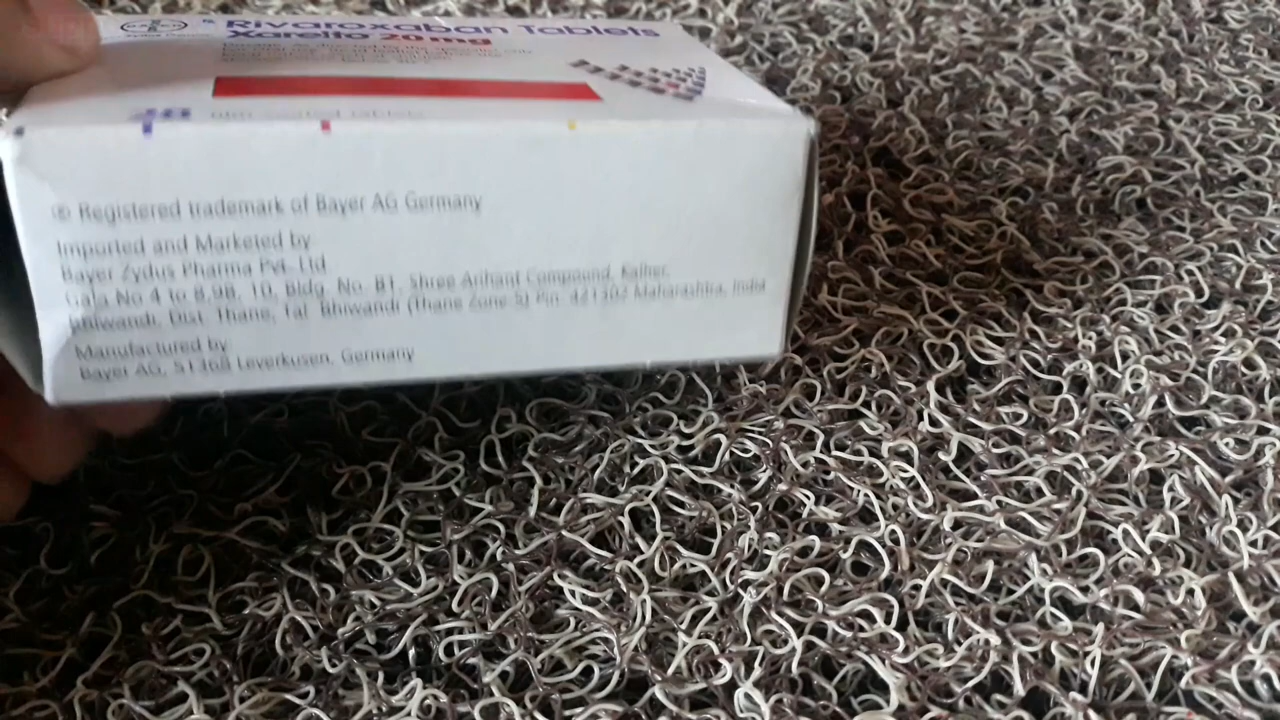 Rivaroxaban Tablets
Xarelto 20 mg
® Registered trademark of Bayer AG Germany
Imported and Marketed by
Bayer Zydus Pharma Pvt. Ltd
Gala No 4 to 8,9B, 10, Bldg. No. B1, Shree Arihant Compound, Kalher,
Bhiwandi, Dist. Thane, Tal Bhiwandi (Thane Zone 5) Pin. 421302 Maharashtra, India
Manufactured by
Bayer AG, 51368 Leverkusen, Germany